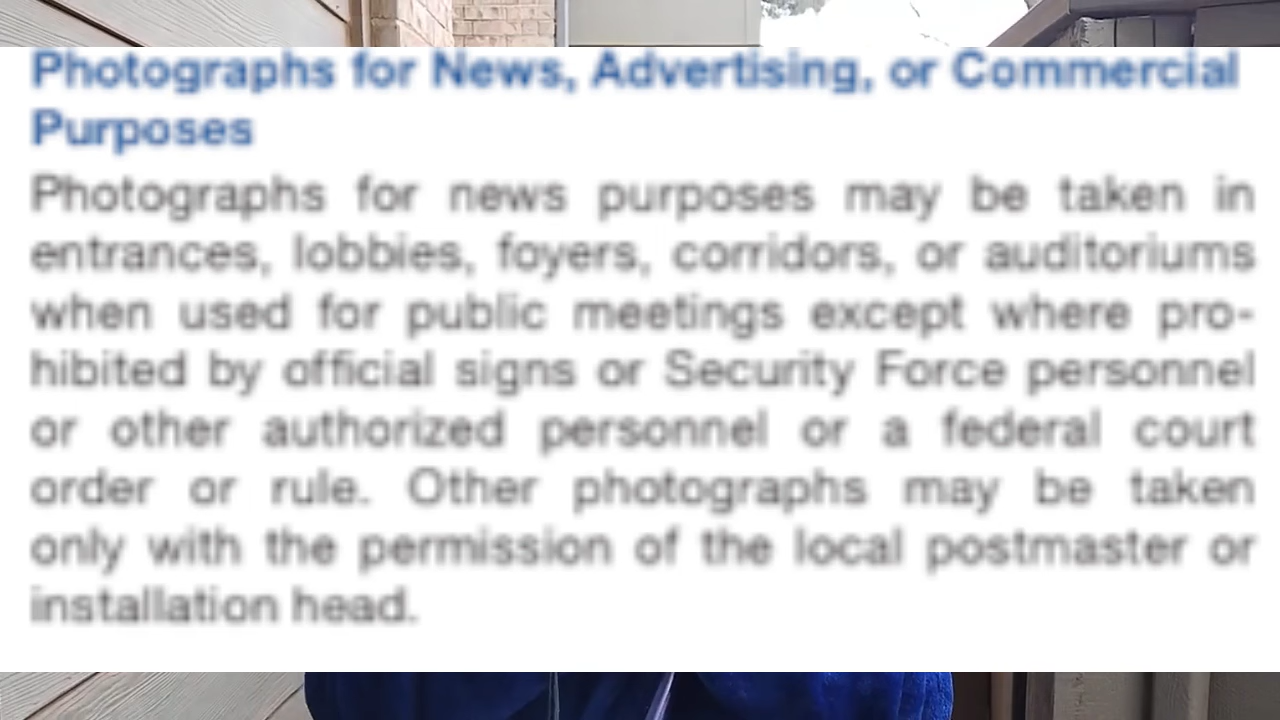 Photographs for News, Advertising, or Commercial
Purposes
Photographs for news purposes may be taken in
entrances, lobbies, foyers, corridors, or auditoriums
when used for public meetings except where pro-
hibited by official signs or Security Force personnel
or other authorized personnel or a federal court
order or rule. Other photographs may be taken
only with the permission of the local postmaster or
installation head.